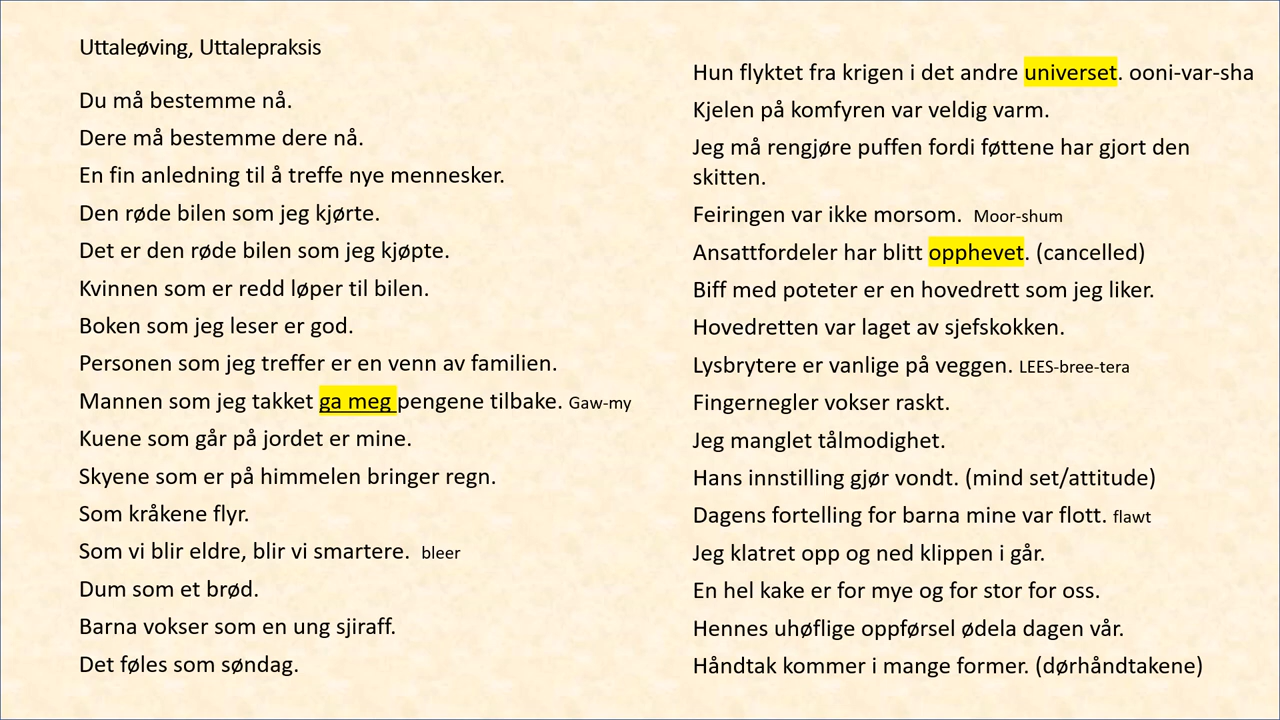 Uttaleøving, Uttalepraksis
Du må bestemme nå.
Dere må bestemme dere nå.
En fin anledning til å treffe nye mennesker.
Den røde bilen som jeg kjørte.
Det er den røde bilen som jeg kjøpte.
Kvinnen som er redd løper til bilen.
Boken som jeg leser er god.
Personen som jeg treffer er en venn av familien.
Mannen som jeg takket ga meg pengene tilbake. Gaw-my
Kuene som går på jordet er mine.
Skyene som er på himmelen bringer regn.
Som kråkene flyr.
Som vi blir eldre, blir vi smartere. bleer
Dum som et brød.
Barna vokser som en ung sjiraff.
Det føles som søndag.
Hun flyktet fra krigen i det andre universet. ooni-var-sha
Kjelen på komfyren var veldig varm.
Jeg må rengjøre puffen fordi føttene har gjort den
skitten.
Feiringen var ikke morsom. Moor-shum
Ansattfordeler har blitt opphevet. (cancelled)
Biff med poteter er en hovedrett som jeg liker.
Hovedretten var laget av sjefskokken.
Lysbrytere er vanlige på veggen. LEES-bree-tera
Fingernegler vokser raskt.
Jeg manglet tålmodighet.
Hans innstilling gjør vondt. (mind set/attitude)
Dagens fortelling for barna mine var flott. flawt
Jeg klatret opp og ned klippen i går.
En hel kake er for mye og for stor for oss.
Hennes uhøflige oppførsel ødela dagen vår.
Håndtak kommer i mange former. (dørhåndtakene)